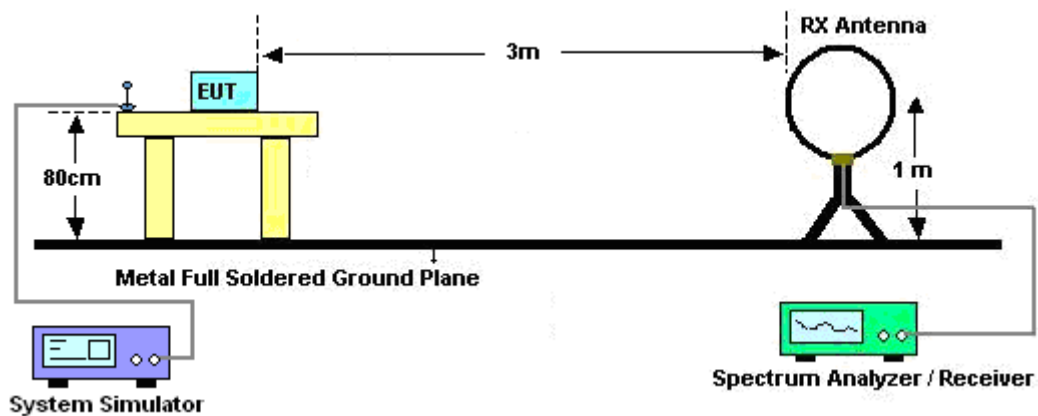 RX Antenna
3m
EUT
80cm
1 m
Metal Full Soldered Ground Plane
System Simulator
Spectrum Analyzer / Receiver